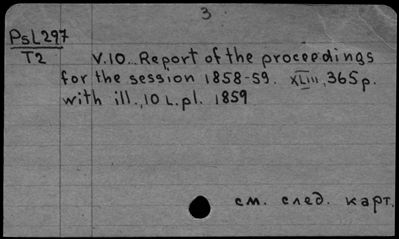 3
PsL297
T2
V.10. Report of the proceedings
for the session 1858-59. XLIII, 365 p.
with ill., 10 L. pl. 1859
см. след. карт.